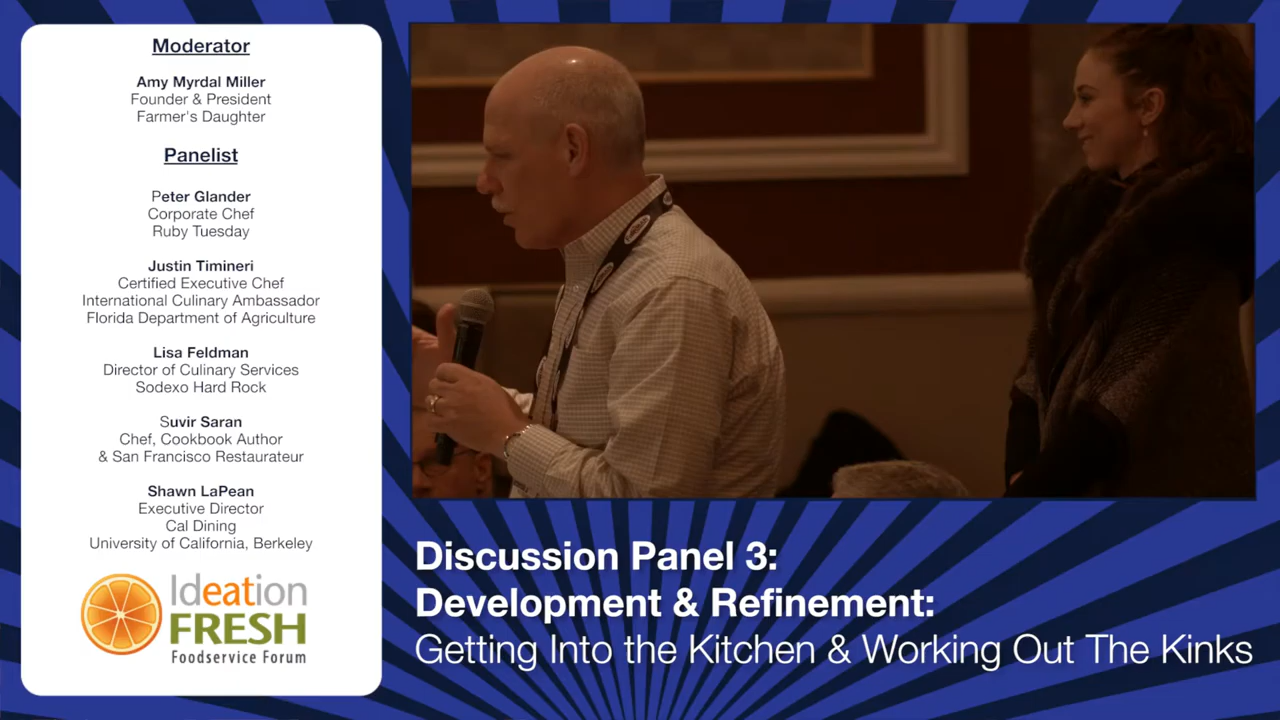 Moderator
Amy Myrdal Miller
Founder & President
Farmer's Daughter
Panelist
Peter Glander
Corporate Chef
Ruby Tuesday
Justin Timineri
Certified Executive Chef
International Culinary Ambassador
Florida Department of Agriculture
Lisa Feldman
Director of Culinary Services
Sodexo Hard Rock
Suvir Saran
Chef, Cookbook Author
& San Francisco Restaurateur
Shawn LaPean
Executive Director
Cal Dining
University of California, Berkeley
Ideation
FRESH
Foodservice Forum
Discussion Panel 3:
Development & Refinement:
Getting Into the Kitchen & Working Out The Kinks